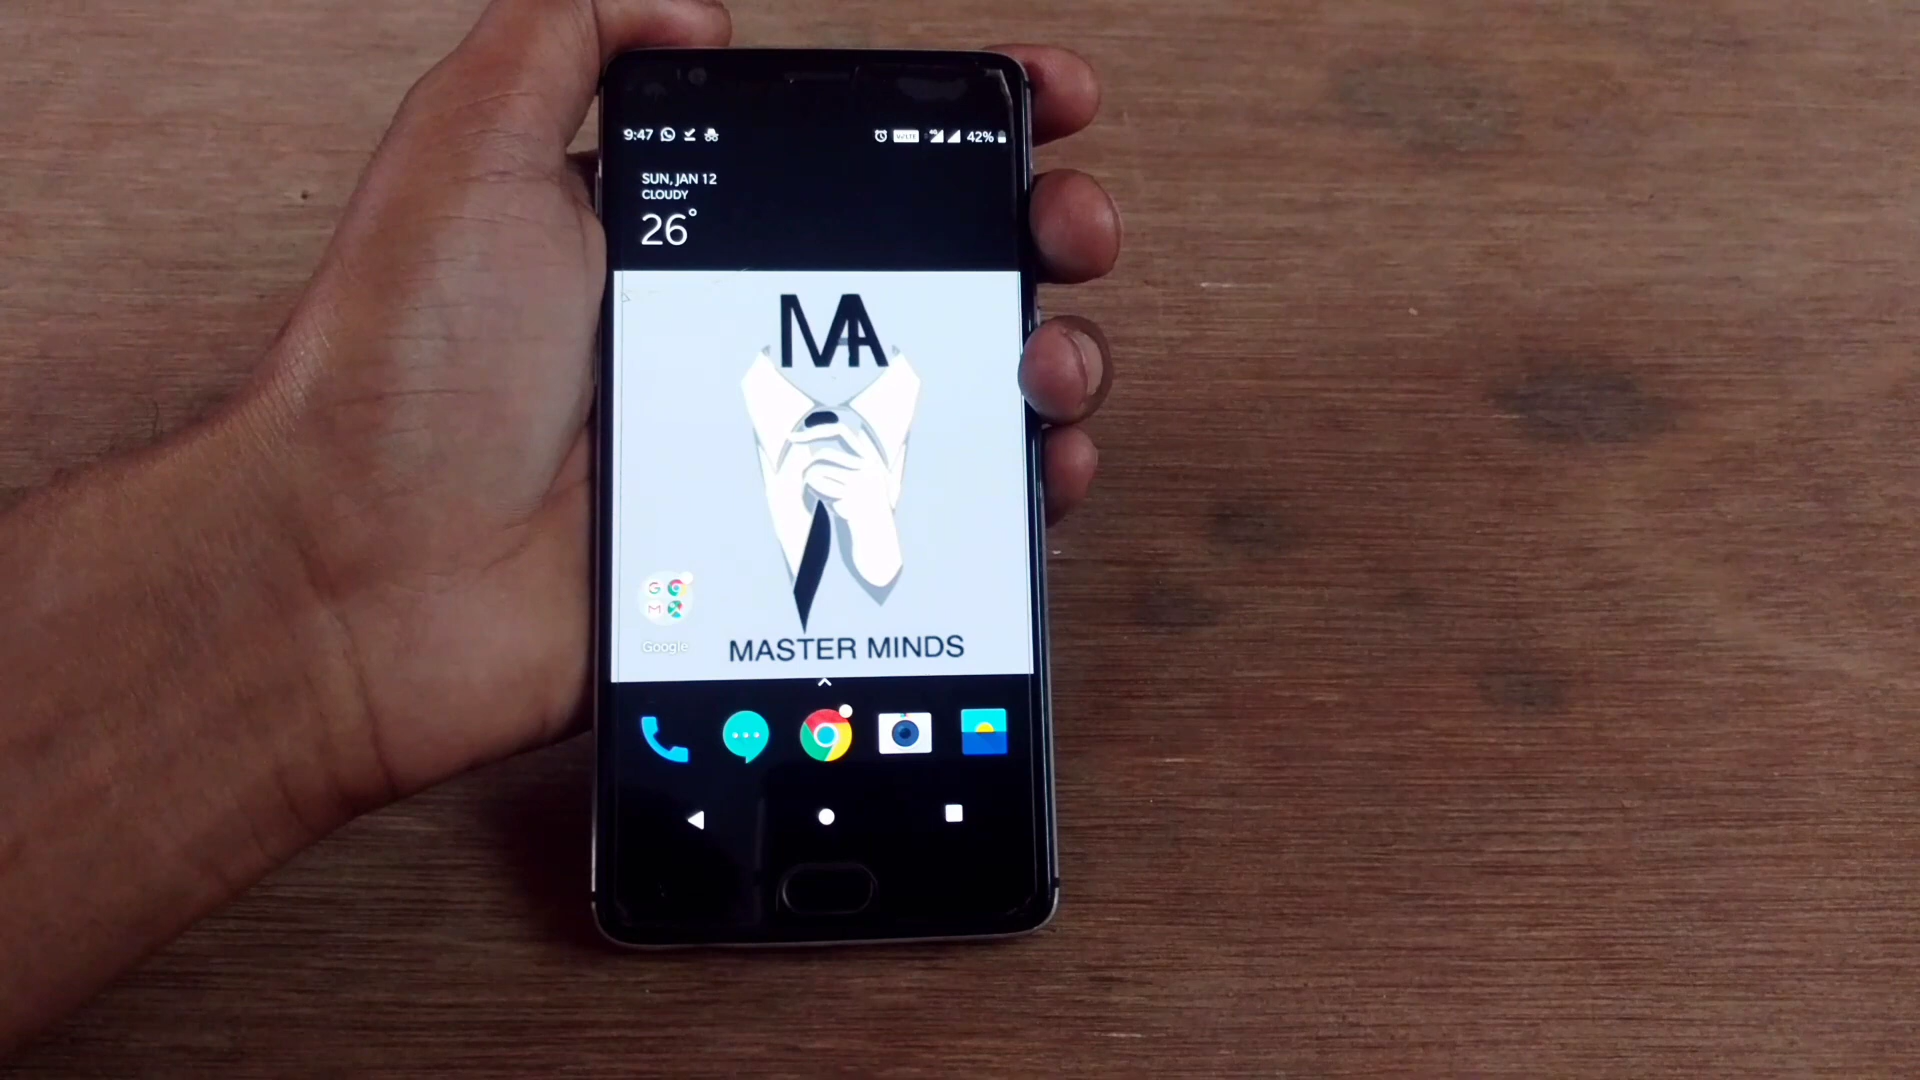 9:47 42%
SUN, JAN 12
CLOUDY
26°
MA
Google
MASTER MINDS